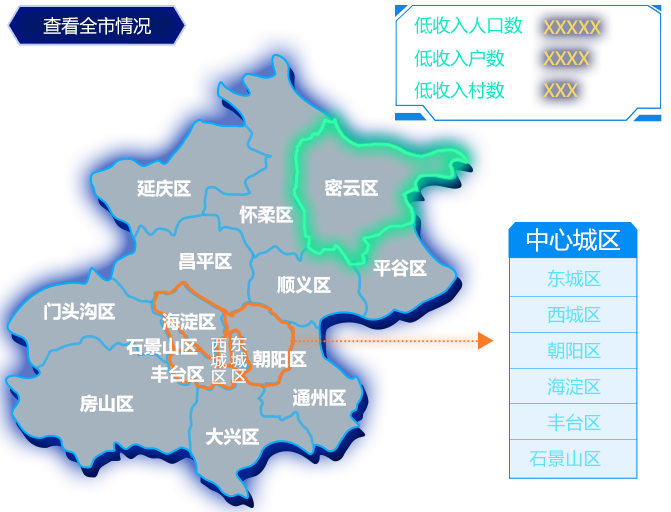 查看全市情况
低收入人口数 XXXXX
低收入户数 XXXX
低收入村数 XXX
延庆区
怀柔区
密云区
昌平区
顺义区
平谷区
门头沟区
海淀区
石景山区
西城区
东城区
朝阳区
丰台区
房山区
通州区
大兴区
中心城区
东城区
西城区
朝阳区
海淀区
丰台区
石景山区